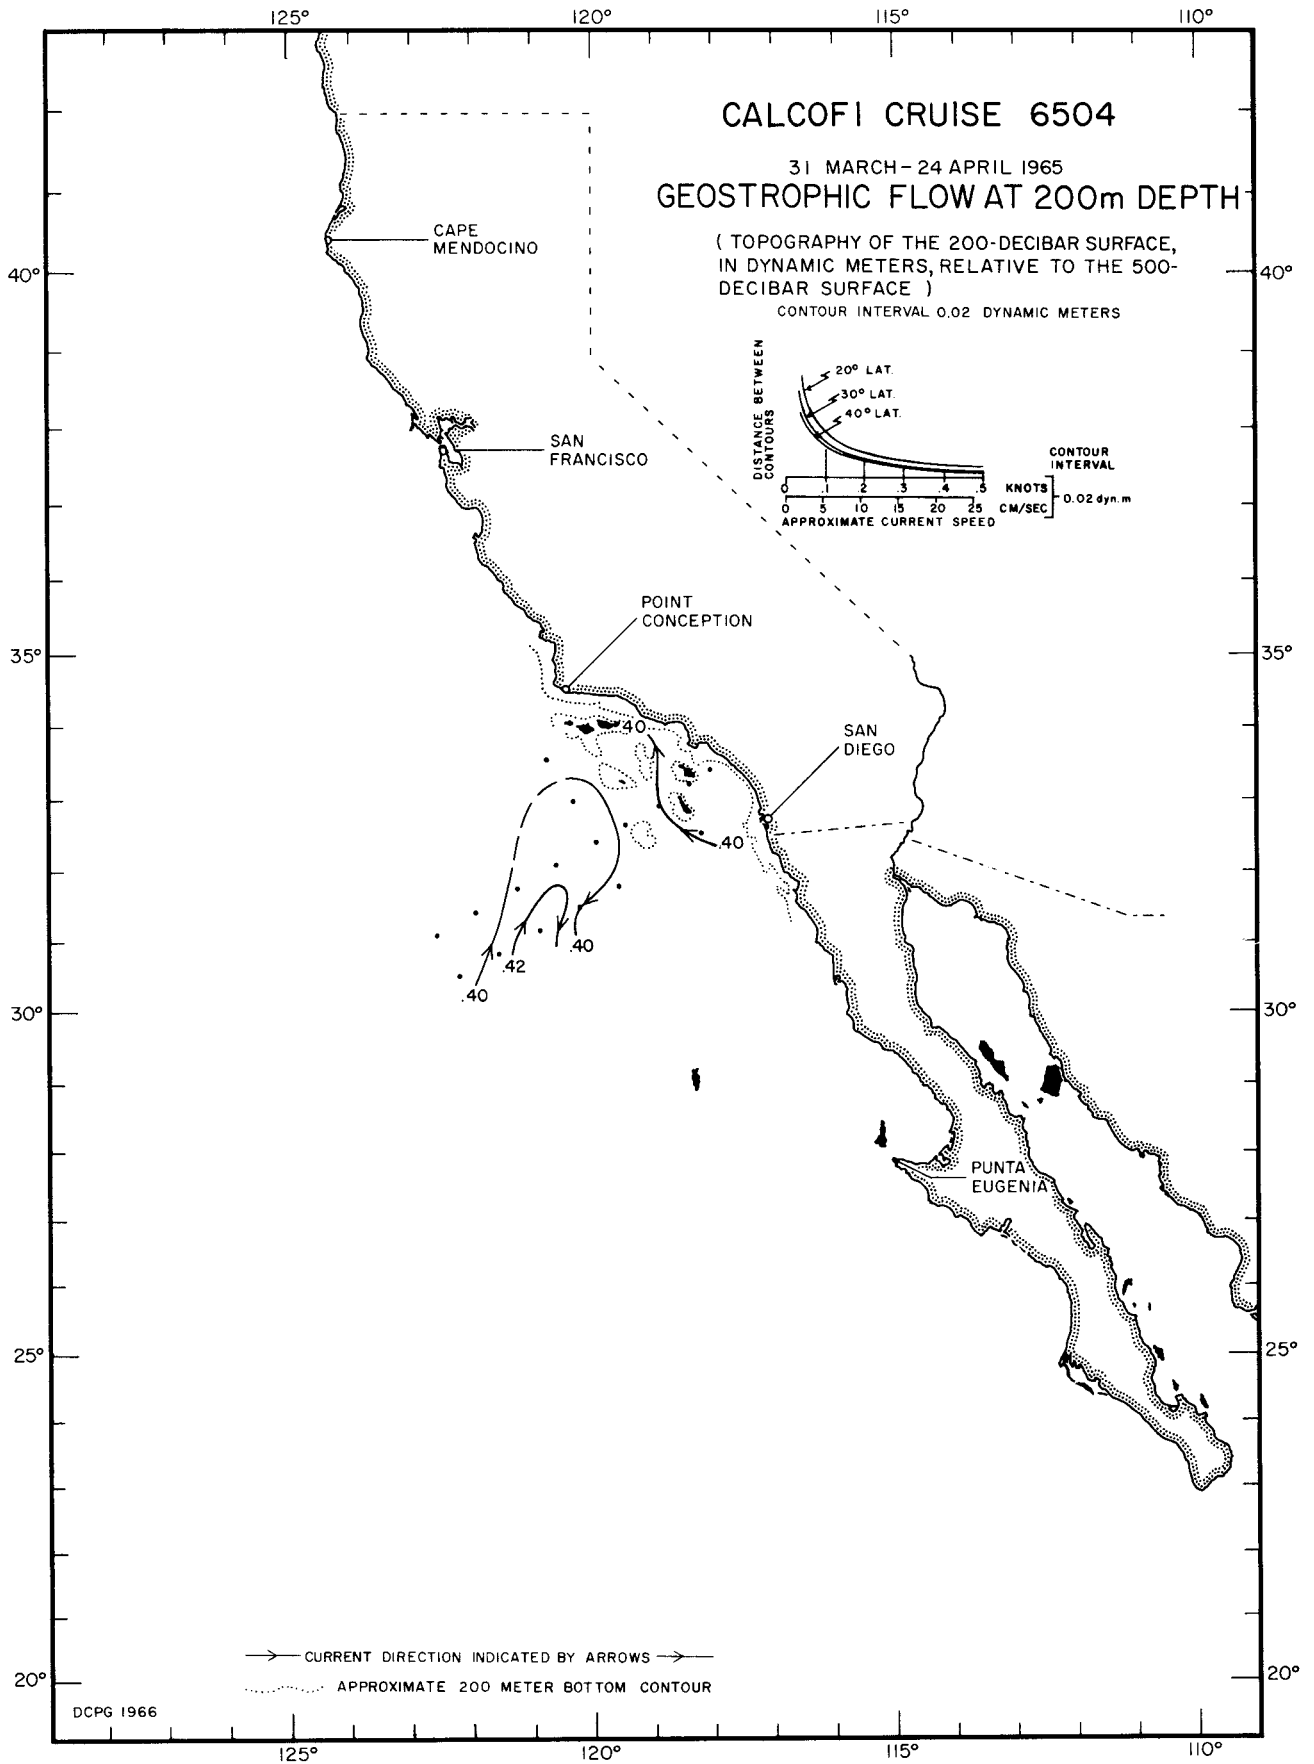 125°
120°
115°
110°
CALCOFI CRUISE 6504
31 MARCH – 24 APRIL 1965
GEOSTROPHIC FLOW AT 200m DEPTH
( TOPOGRAPHY OF THE 200-DECIBAR SURFACE,
IN DYNAMIC METERS, RELATIVE TO THE 500-
DECIBAR SURFACE )
CONTOUR INTERVAL 0.02 DYNAMIC METERS
DISTANCE BETWEEN
CONTOURS
20° LAT.
30° LAT.
40° LAT.
CONTOUR
INTERVAL
0 .1 .2 .3 .4 .5 KNOTS
0.02 dyn.m
0 5 10 15 20 25 CM/SEC
APPROXIMATE CURRENT SPEED
CAPE
MENDOCINO
40°
40°
SAN
FRANCISCO
POINT
CONCEPTION
35°
35°
.40
SAN
DIEGO
.40
.40
.42
.40
30°
30°
PUNTA
EUGENIA
25°
25°
CURRENT DIRECTION INDICATED BY ARROWS
APPROXIMATE 200 METER BOTTOM CONTOUR
20°
20°
DCPG 1966
125°
120°
115°
110°